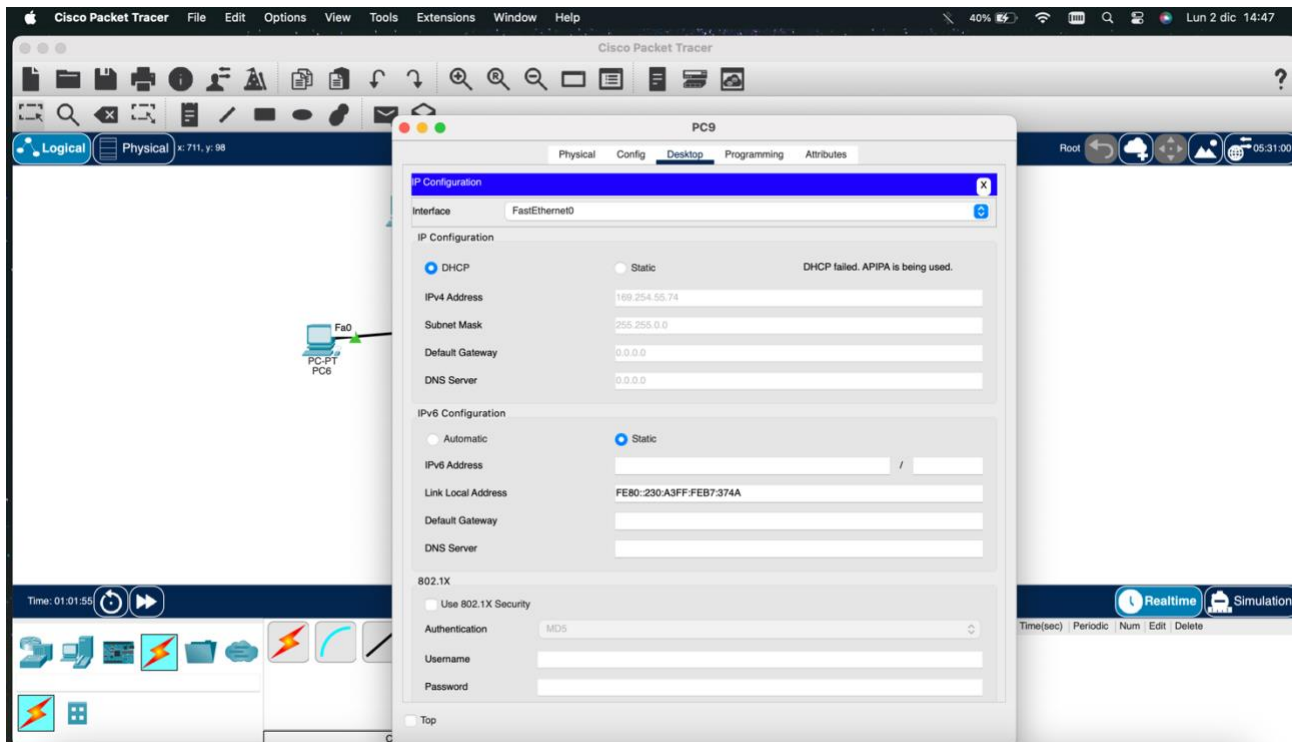 Cisco Packet Tracer File Edit Options View Tools Extensions Window Help 40% Lun 2 dic 14:47
Cisco Packet Tracer
?
PC9
Logical Physical x: 711, y: 98 Root 05:31:00
Physical Config Desktop Programming Attributes
IP Configuration X
Interface FastEthernet0
IP Configuration
DHCP Static DHCP failed. APIPA is being used.
IPv4 Address 169.254.55.74
Subnet Mask 255.255.0.0
Default Gateway 0.0.0.0
DNS Server 0.0.0.0
Fa0
PC-PT
PC6
IPv6 Configuration
Automatic Static
IPv6 Address /
Link Local Address FE80::230:A3FF:FEB7:374A
Default Gateway
DNS Server
802.1X
Use 802.1X Security
Authentication MD5
Username
Password
Top
Time: 01:01:55 Realtime Simulation
Time(sec) Periodic Num Edit Delete